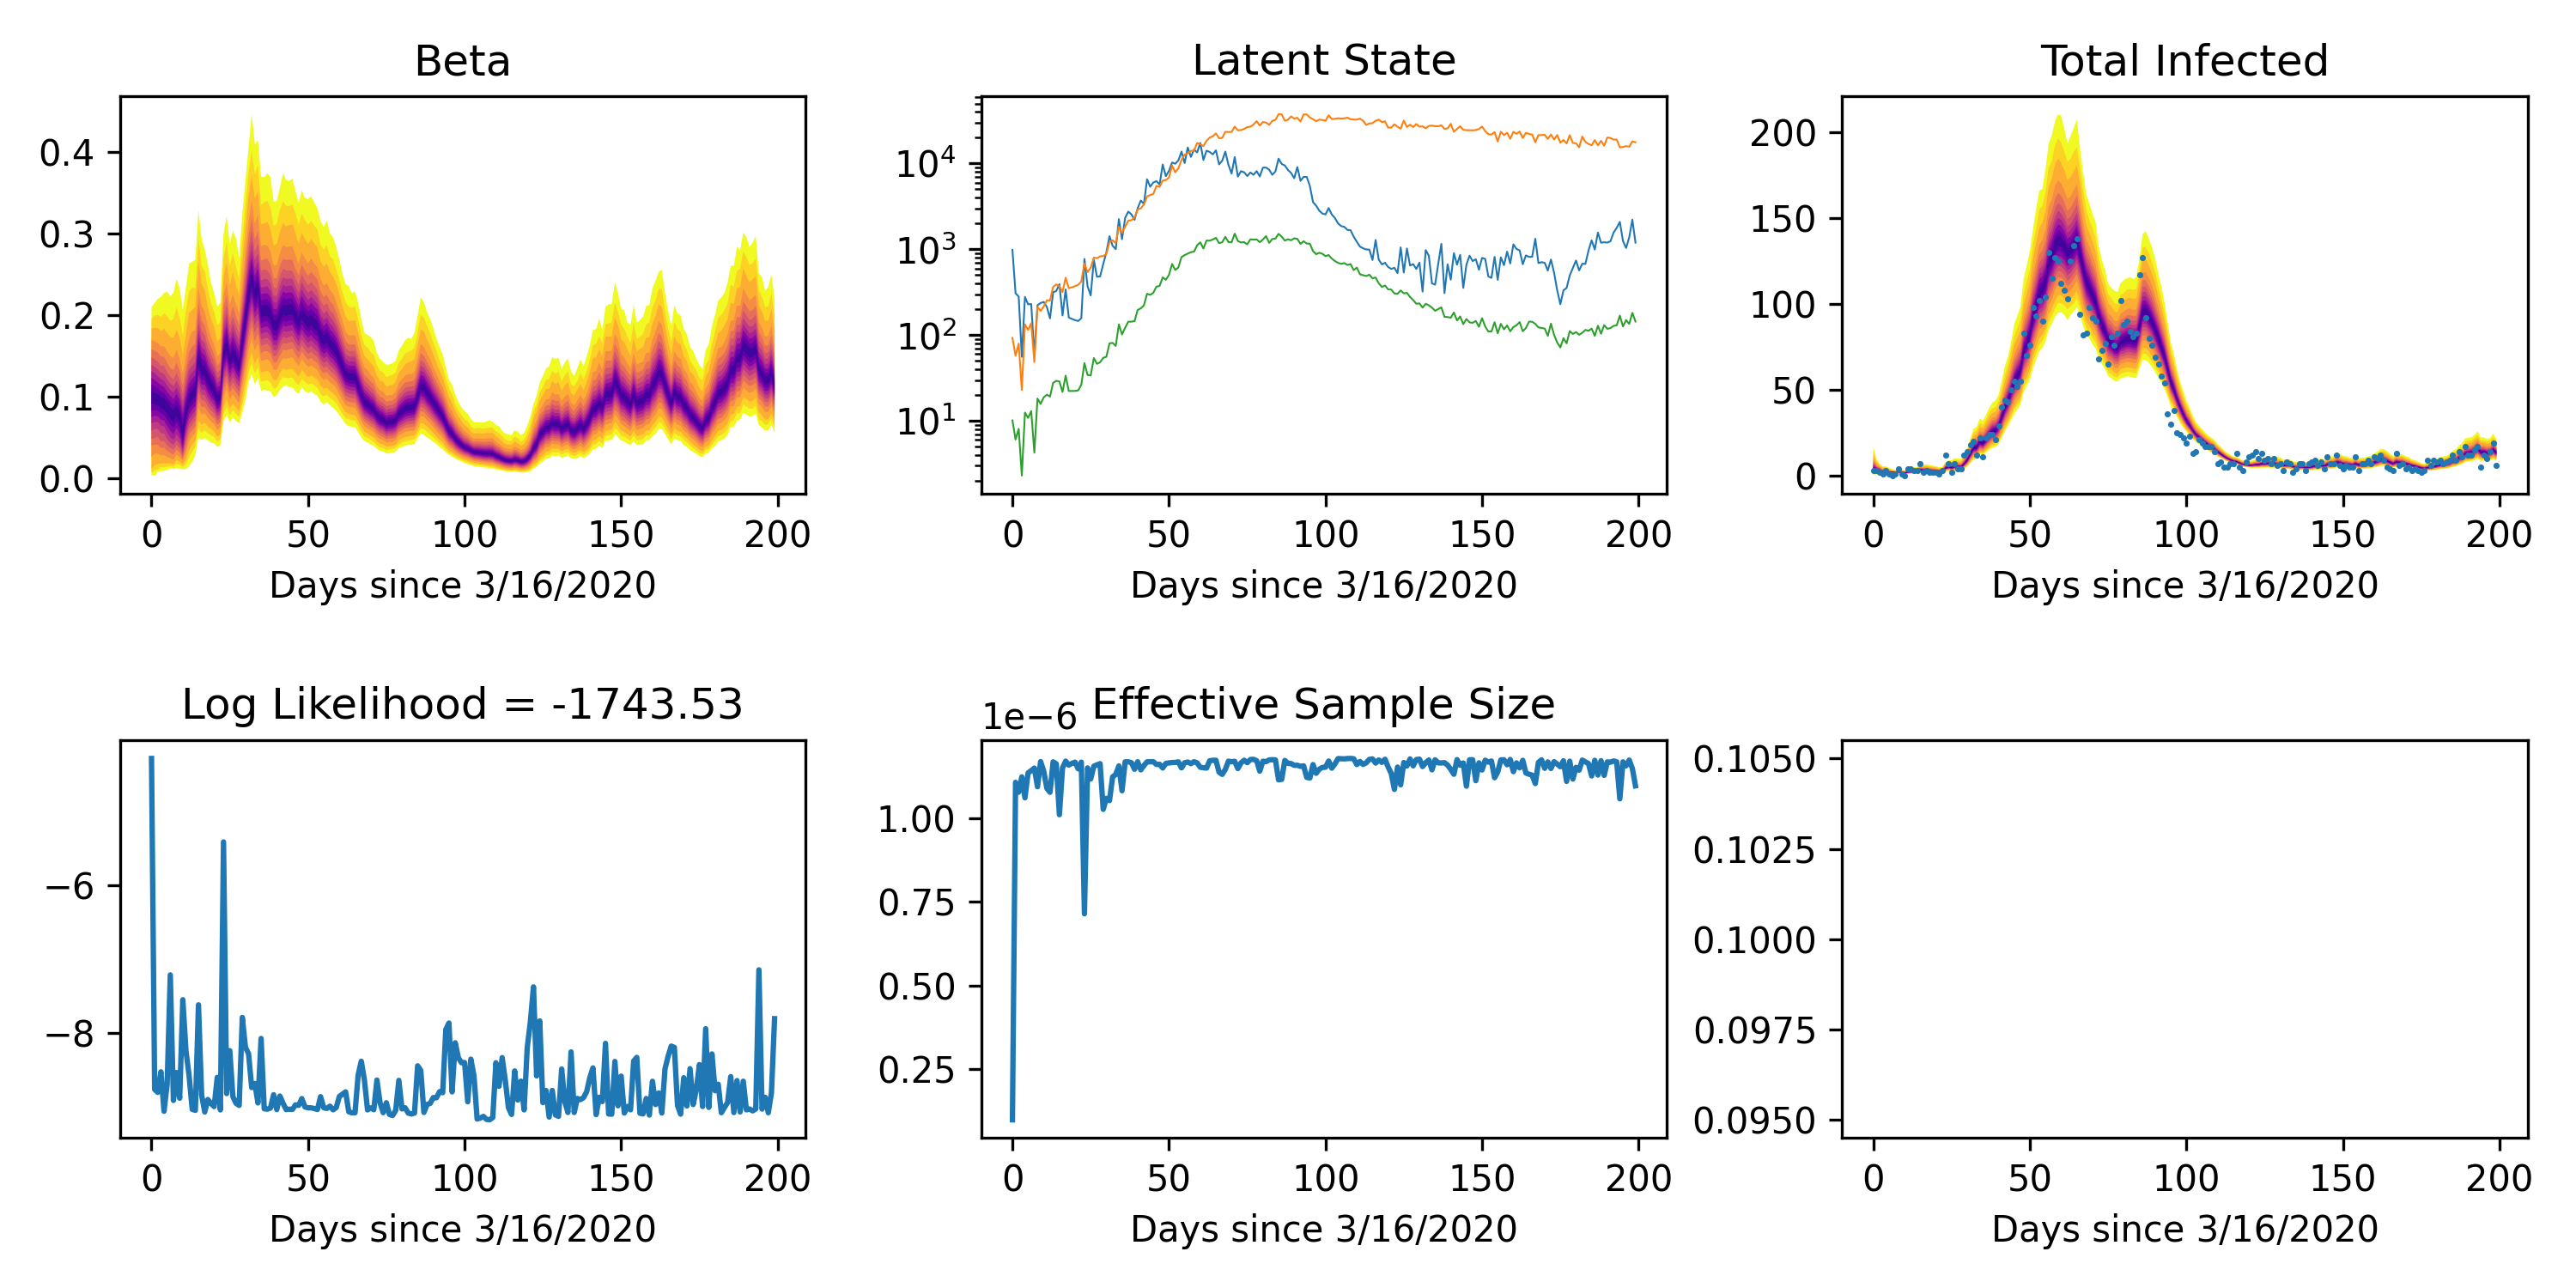 Beta
Latent State
Total Infected
0.4
0.3
0.2
0.1
0.0
10^4
10^3
10^2
10^1
200
150
100
50
0
0 50 100 150 200
0 50 100 150 200
0 50 100 150 200
Days since 3/16/2020
Days since 3/16/2020
Days since 3/16/2020
Log Likelihood = -1743.53
1e−6 Effective Sample Size
−6
−8
1.00
0.75
0.50
0.25
0.1050
0.1025
0.1000
0.0975
0.0950
0 50 100 150 200
0 50 100 150 200
0 50 100 150 200
Days since 3/16/2020
Days since 3/16/2020
Days since 3/16/2020